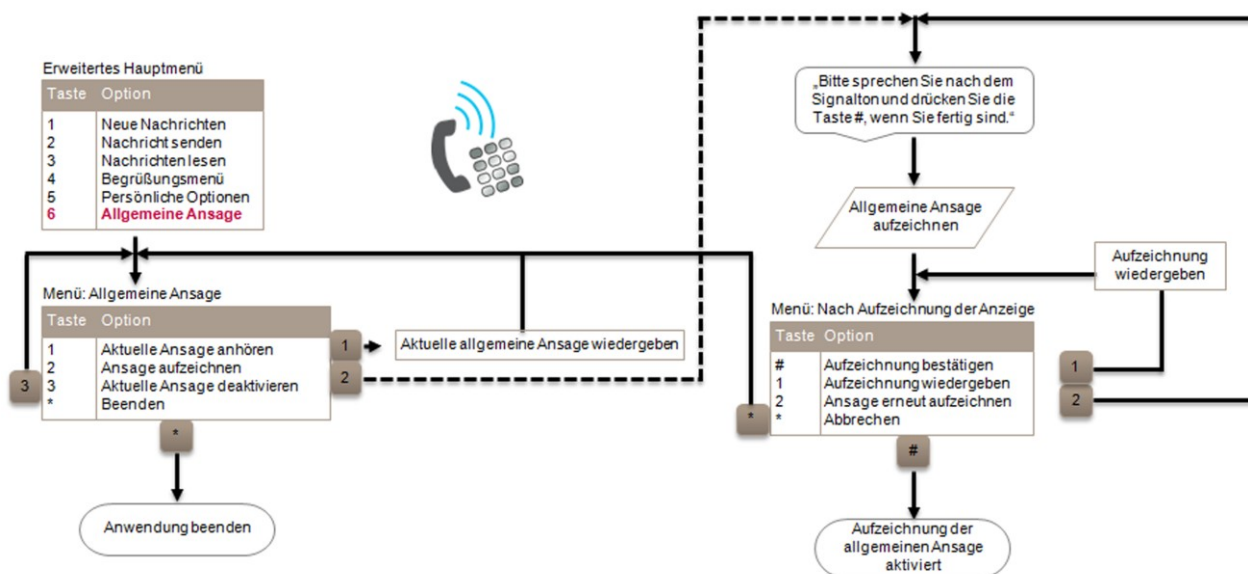 Erweitertes Hauptmenü
Taste Option
1 Neue Nachrichten
2 Nachricht senden
3 Nachrichten lesen
4 Begrüßungsmenü
5 Persönliche Optionen
6 Allgemeine Ansage
Menü: Allgemeine Ansage
Taste Option
1 Aktuelle Ansage anhören
2 Ansage aufzeichnen
3 Aktuelle Ansage deaktivieren
* Beenden
1
2
3
*
Aktuelle allgemeine Ansage wiedergeben
Anwendung beenden
„Bitte sprechen Sie nach dem
Signalton und drücken Sie die
Taste #, wenn Sie fertig sind.“
Allgemeine Ansage
aufzeichnen
Aufzeichnung
wiedergeben
Menü: Nach Aufzeichnung der Anzeige
Taste Option
# Aufzeichnung bestätigen
1 Aufzeichnung wiedergeben
2 Ansage erneut aufzeichnen
* Abbrechen
1
2
*
#
Aufzeichnung der
allgemeinen Ansage
aktiviert